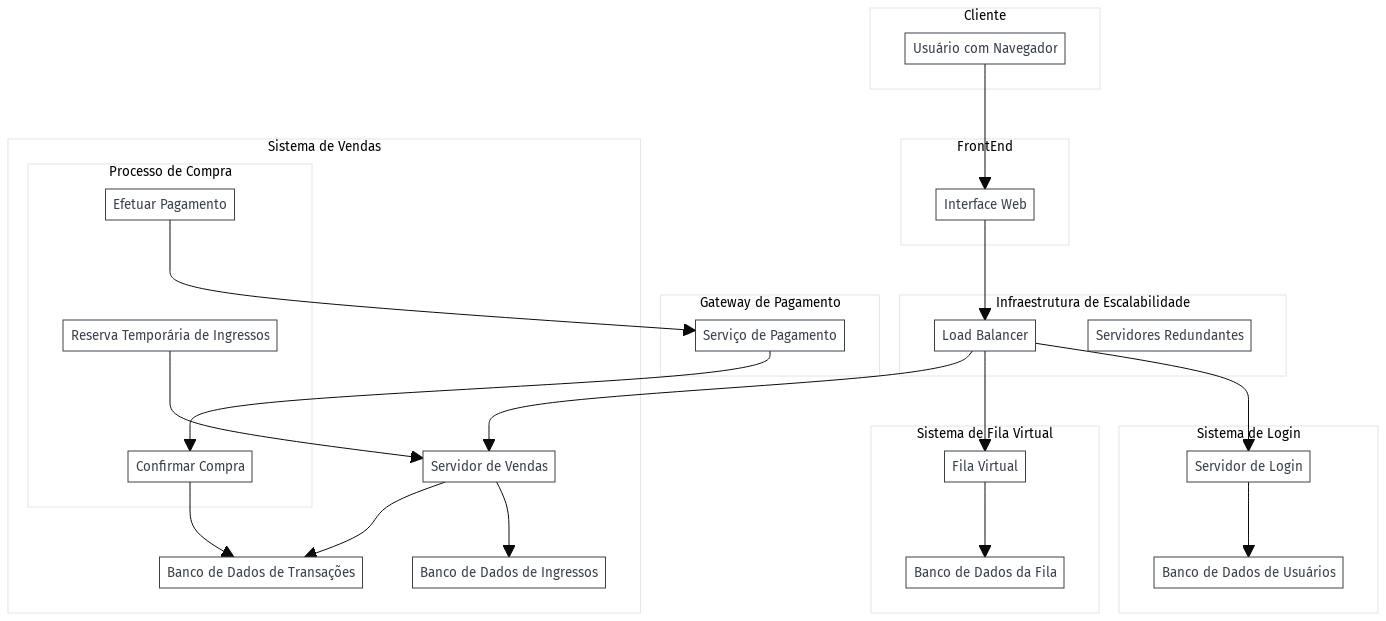 Cliente
Usuário com Navegador
Sistema de Vendas
FrontEnd
Processo de Compra
Efetuar Pagamento
Interface Web
Gateway de Pagamento
Infraestrutura de Escalabilidade
Reserva Temporária de Ingressos
Serviço de Pagamento
Load Balancer
Servidores Redundantes
Sistema de Fila Virtual
Sistema de Login
Confirmar Compra
Servidor de Vendas
Fila Virtual
Servidor de Login
Banco de Dados de Transações
Banco de Dados de Ingressos
Banco de Dados da Fila
Banco de Dados de Usuários